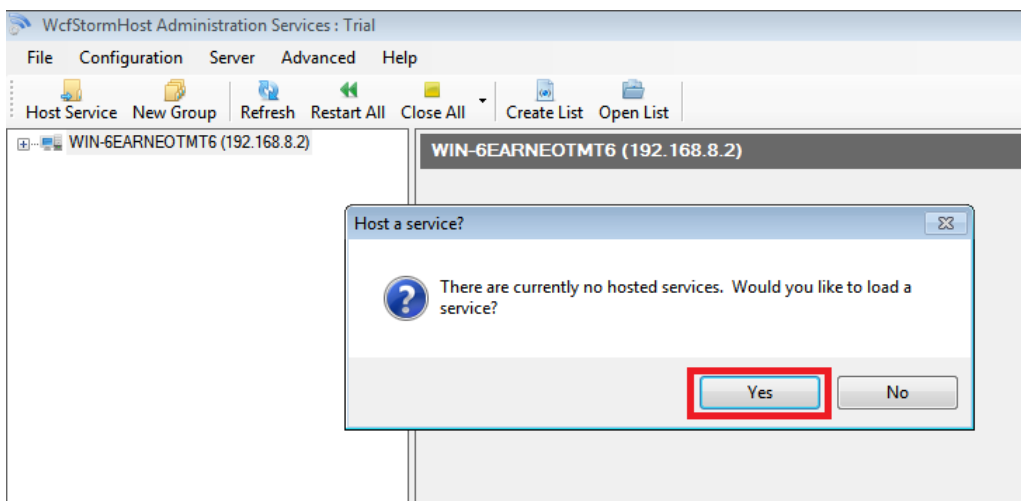 WcfStormHost Administration Services : Trial
File Configuration Server Advanced Help
Host Service New Group Refresh Restart All Close All Create List Open List
WIN-6EARNEOTMT6 (192.168.8.2)
WIN-6EARNEOTMT6 (192.168.8.2)
Host a service?
There are currently no hosted services. Would you like to load a
service?
Yes No